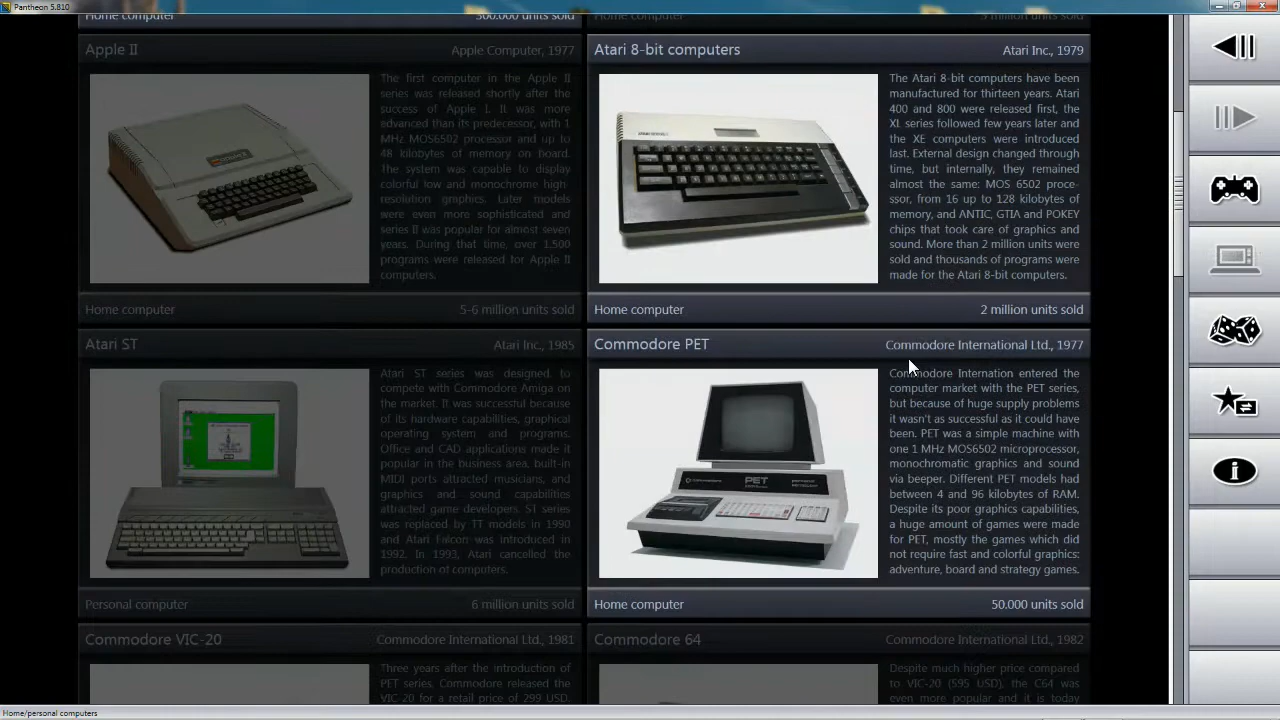 Pantheon 5.810
Home computer 300.000 units sold
Home computer 5 million units sold
Apple II Apple Computer, 1977
The first computer in the Apple II
series was released shortly after the
success of Apple I. It was more
advanced than its predecessor, with 1
MHz MOS6502 processor and up to
48 kilobytes of memory on board.
The system was capable to display
colorful low and monochrome high-
resolution graphics. Later models
were even more sophisticated and
series II was popular for almost seven
years. During that time, over 1.500
programs were released for Apple II
computers.
Home computer 5-6 million units sold
Atari 8-bit computers Atari Inc., 1979
ATARI 800XL
The Atari 8-bit computers have been
manufactured for thirteen years. Atari
400 and 800 were released first, the
XL series followed few years later and
the XE computers were introduced
last. External design changed through
time, but internally, they remained
almost the same: MOS 6502 proce-
ssor, from 16 up to 128 kilobytes of
memory, and ANTIC, GTIA and POKEY
chips that took care of graphics and
sound. More than 2 million units were
sold and thousands of programs were
made for the Atari 8-bit computers.
Home computer 2 million units sold
Atari ST Atari Inc., 1985
Atari ST series was designed to
compete with Commodore Amiga on
the market. It was successful because
of its hardware capabilities, graphical
operating system and programs.
Office and CAD applications made it
popular in the business area, built-in
MIDI ports attracted musicians, and
graphics and sound capabilities
attracted game developers. ST series
was replaced by TT models in 1990
and Atari Falcon was introduced in
1992. In 1993, Atari cancelled the
production of computers.
Personal computer 6 million units sold
Commodore PET Commodore International Ltd., 1977
PET
Commodore Internation entered the
computer market with the PET series,
but because of huge supply problems
it wasn't as successful as it could have
been. PET was a simple machine with
one 1 MHz MOS6502 microprocessor,
monochromatic graphics and sound
via beeper. Different PET models had
between 4 and 96 kilobytes of RAM.
Despite its poor graphics capabilities,
a huge amount of games were made
for PET, mostly the games which did
not require fast and colorful graphics:
adventure, board and strategy games.
Home computer 50.000 units sold
Commodore VIC-20 Commodore International Ltd., 1981
Three years after the introduction of
PET series, Commodore released the
VIC-20 for a retail price of 299 USD.
Commodore 64 Commodore International Ltd., 1982
Despite much higher price compared
to VIC-20 (595 USD), the C64 was
even more popular and it is today
Home/personal computers